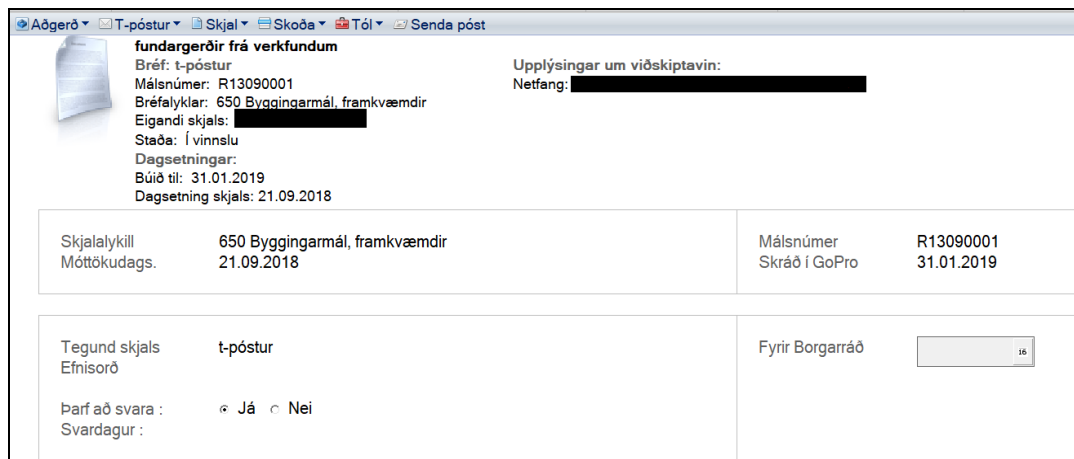 Aðgerð T-póstur Skjal Skoða Tól Senda póst
fundargerðir frá verkfundum
Bréf: t-póstur
Málsnúmer: R13090001
Bréfalyklar: 650 Byggingarmál, framkvæmdir
Eigandi skjals:
Staða: Í vinnslu
Dagsetningar:
Búið til: 31.01.2019
Dagsetning skjals: 21.09.2018
Upplýsingar um viðskiptavin:
Netfang:
Skjalalykill 650 Byggingarmál, framkvæmdir
Móttökudags. 21.09.2018
Málsnúmer R13090001
Skráð í GoPro 31.01.2019
Tegund skjals t-póstur
Efnisorð
Þarf að svara : Já Nei
Svardagur :
Fyrir Borgarráð 16